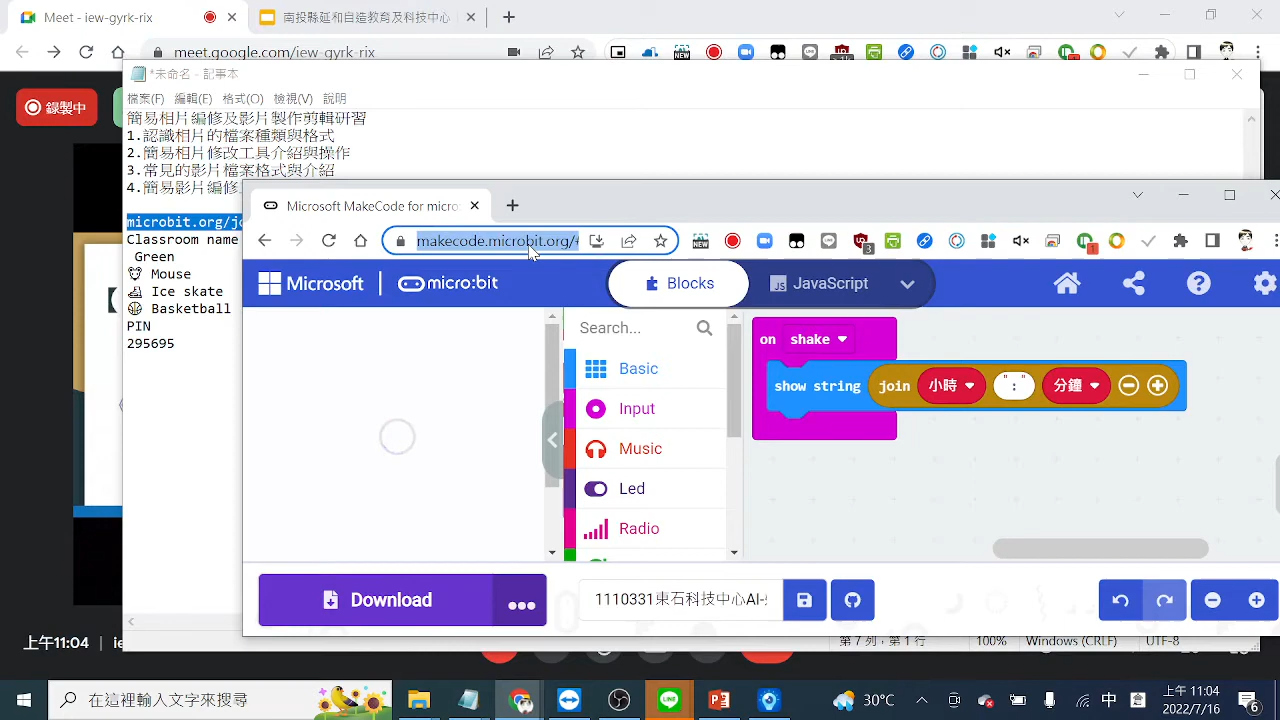 Meet - iew-gyrk-rix
南投縣延和自造教育及科技中心
meet.google.com/iew-gyrk-rix
*未命名 - 記事本
檔案(F) 編輯(E) 格式(O) 檢視(V) 說明
錄製中
簡易相片編修及影片製作剪輯研習
1.認識相片的檔案種類與格式
2.簡易相片修改工具介紹與操作
3.常見的影片檔案格式與介紹
4.簡易影片編修
microbit.org/jo
Classroom name
Green
Mouse
Ice skate
Basketball
PIN
295695
Microsoft MakeCode for micro
makecode.microbit.org/#
NEW
Microsoft
micro:bit
Blocks
JavaScript
Search...
Basic
Input
Music
Led
Radio
on shake
show string join 小時 " : " 分鐘
Download
1110331東石科技中心AI-
上午11:04
第 7 列，第 1 行 100% Windows (CRLF) UTF-8
在這裡輸入文字來搜尋
30°C
中
上午 11:04
2022/7/16